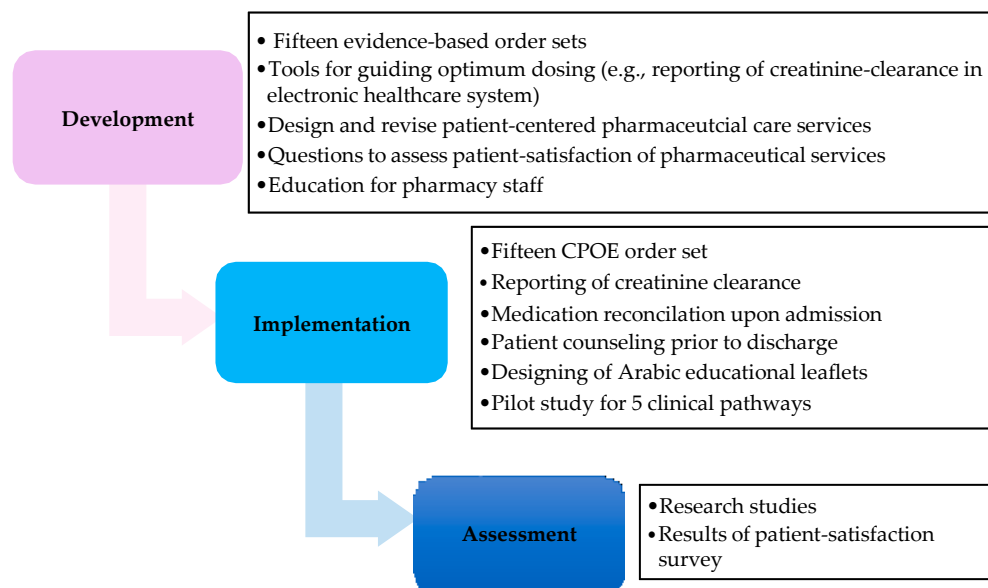 Development
• Fifteen evidence-based order sets
•Tools for guiding optimum dosing (e.g., reporting of creatinine-clearance in
electronic healthcare system)
•Design and revise patient-centered pharmaceutcial care services
•Questions to assess patient-satisfaction of pharmaceutical services
•Education for pharmacy staff
Implementation
•Fifteen CPOE order set
•Reporting of creatinine clearance
•Medication reconcilation upon admission
•Patient counseling prior to discharge
•Designing of Arabic educational leaflets
•Pilot study for 5 clinical pathways
Assessment
•Research studies
•Results of patient-satisfaction
survey